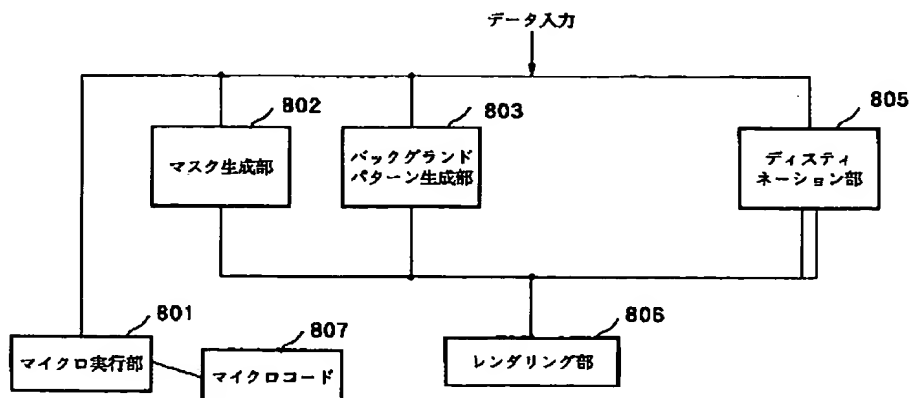 データ入力
802
803
805
マスク生成部
バックグランド
パターン生成部
ディスティ
ネーション部
801
807
806
マイクロ実行部
マイクロコード
レンダリング部